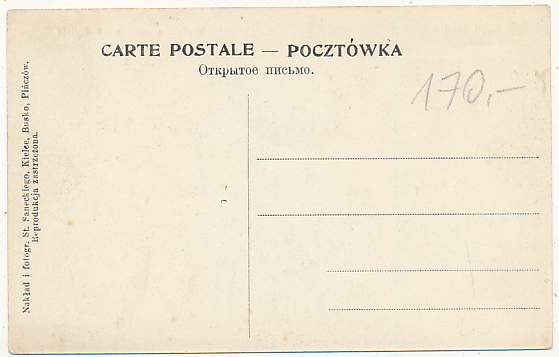 CARTE POSTALE — POCZTÓWKA
Открытое письмо.
170,-
Nakład i fotogr. St. Saneckiego, Kielce, Busko, Pińczów.
Reprodukcja zastrzeżona.